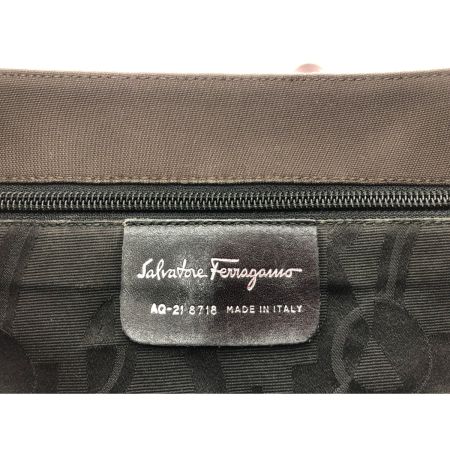 Salvatore Ferragamo
AQ-21 8718 MADE IN ITALY